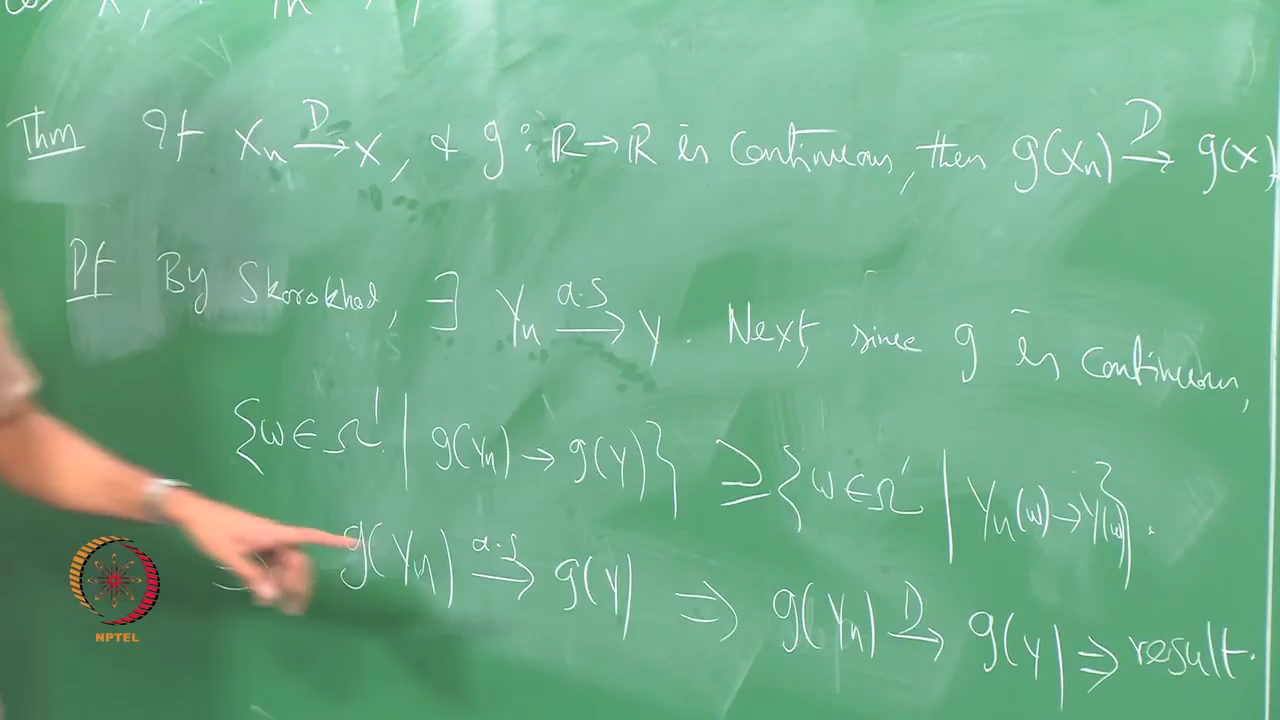 Thm If Xn D→ X, & g : ℝ→ℝ is continuous, then g(Xn) D→ g(X)
Pf By Skorokhod, ∃ Yn a.s→ Y. Next, since g is continuous,
{ω∈Ω' | g(Yn) → g(Y)} ⊇ {ω∈Ω' | Yn(ω)→Y(ω)}.
⇒ g(Yn) a.s→ g(Y) ⇒ g(Yn) D→ g(Y) ⇒ result.
NPTEL